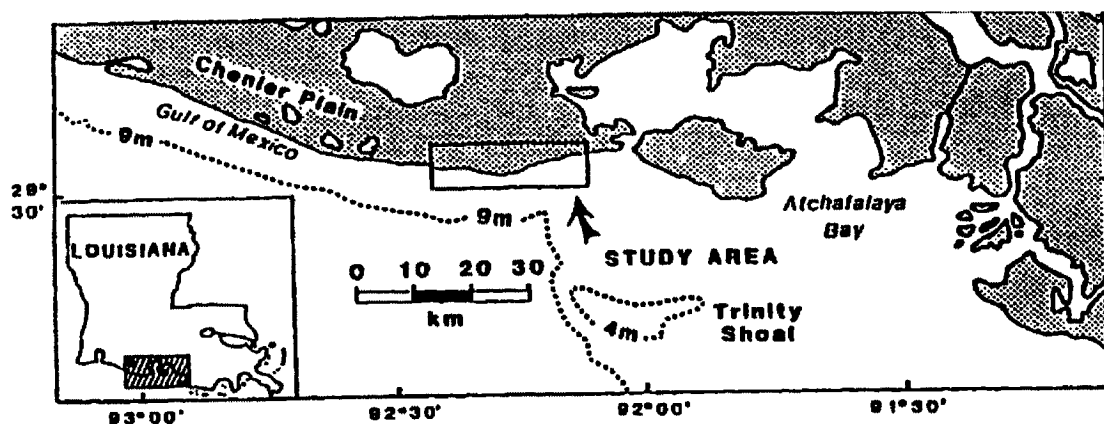 Chenier Plain
Gulf of Mexico
9m
29°
30'
9m
Atchafalaya
Bay
LOUISIANA
STUDY AREA
0 10 20 30
km
4m
Trinity
Shoal
93°00'
92°30'
92°00'
91°30'